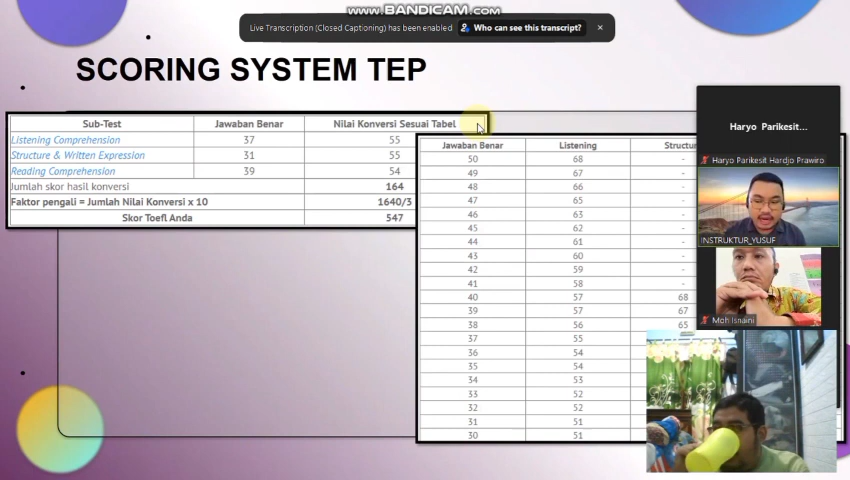 WWW.BANDICAM.COM
Live Transcription (Closed Captioning) has been enabled Who can see this transcript? ×
SCORING SYSTEM TEP
Sub-Test Jawaban Benar Nilai Konversi Sesuai Tabel
Listening Comprehension 37 55
Structure & Written Expression 31 55
Reading Comprehension 39 54
Jumlah skor hasil konversi 164
Faktor pengali = Jumlah Nilai Konversi x 10 1640/3
Skor Toefl Anda 547
Jawaban Benar Listening
50 68 -
49 67 -
48 66 -
47 65 -
46 63 -
45 62 -
44 61 -
43 60 -
42 59 -
41 58 -
40 57 68
39 57 67
38 56 65
37 55
36 54
35 54
34 53
33 52
32 52
31 51
30 51
Haryo Parikesit...
Haryo Parikesit Hardjo Prawiro
INSTRUKTUR_YUSUF
Moh Isnaini